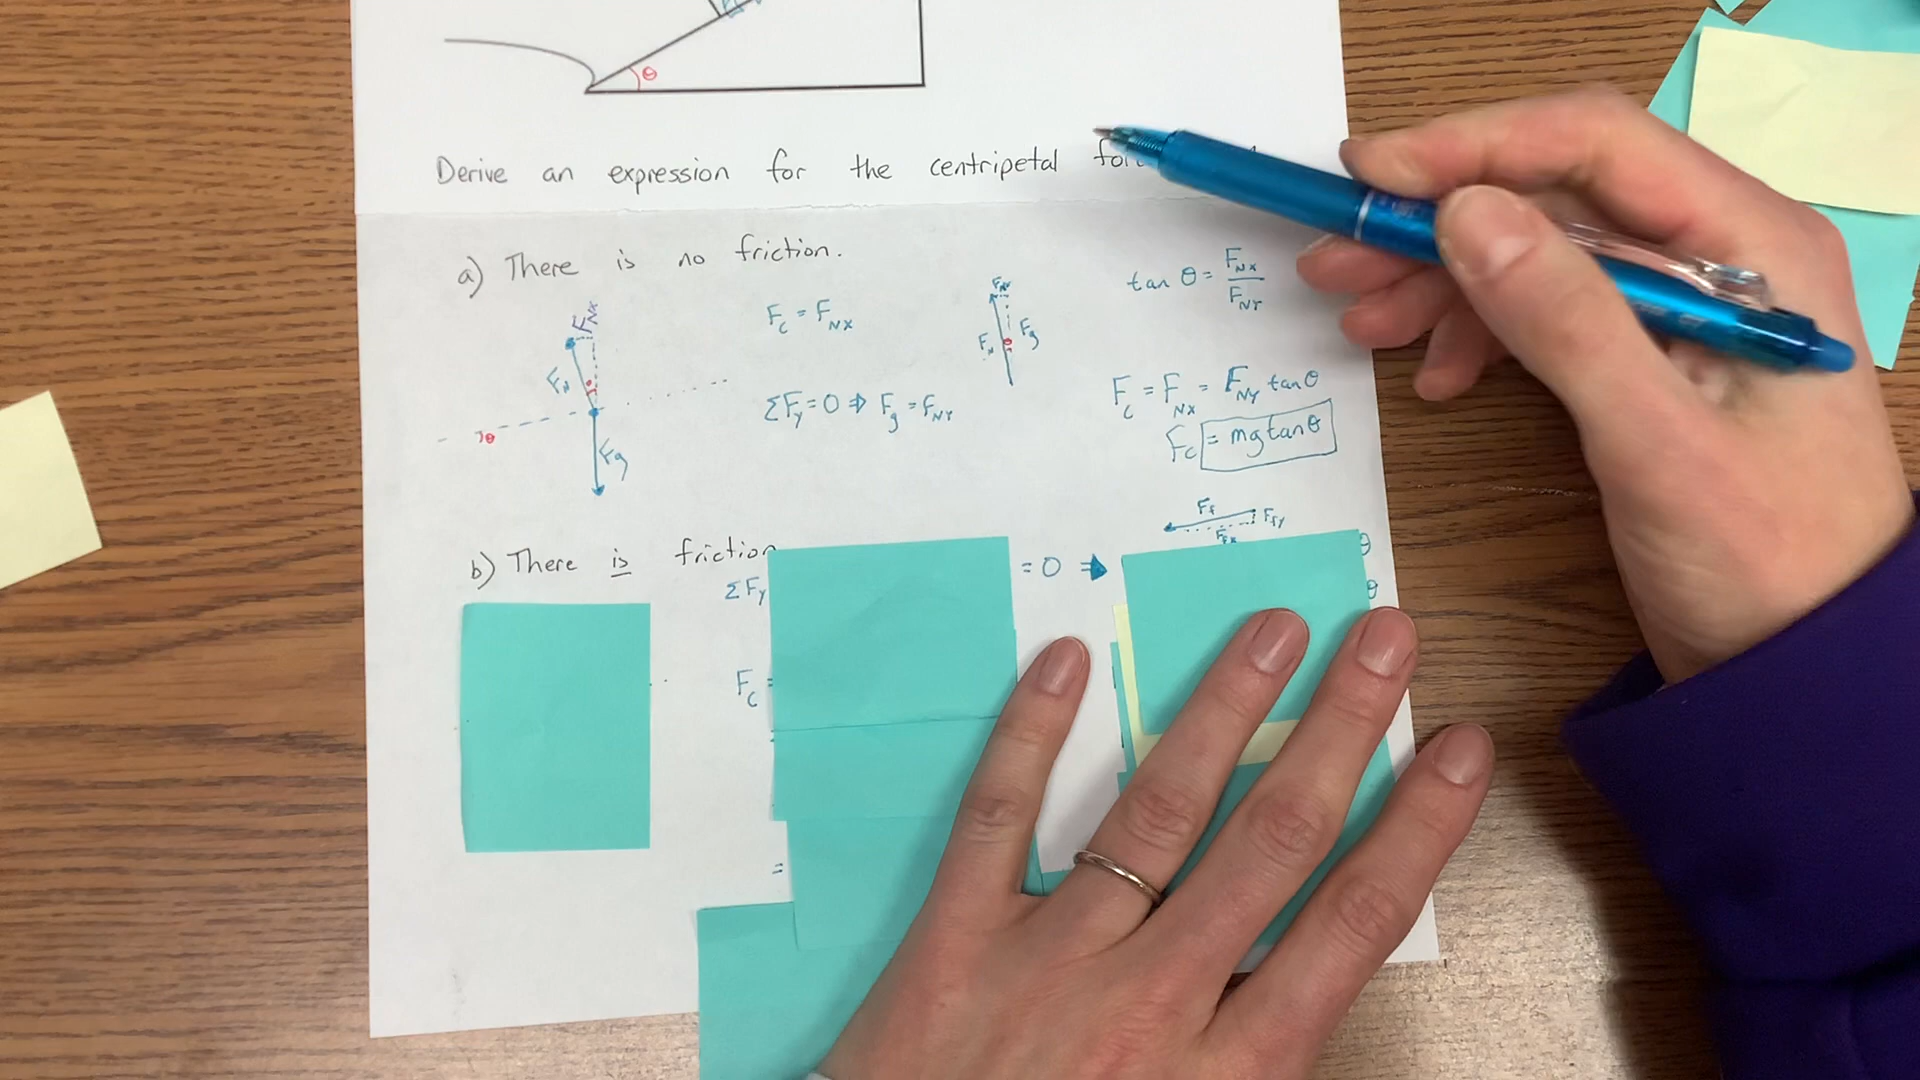 θ
Derive an expression for the centripetal
a) There is no friction.
F_NX
F_N
θ
θ
F_g
F_C = F_NX
ΣF_y = 0 ⇒ F_g = F_NY
F_N
F_g
θ
tan θ = F_NX / F_NY
F_C = F_NX = F_NY tan θ
F_C = mg tan θ
b) There is friction
F_f
F_fy
F_fx
ΣF_y
= 0 ⇒
θ
θ
F_C =
=